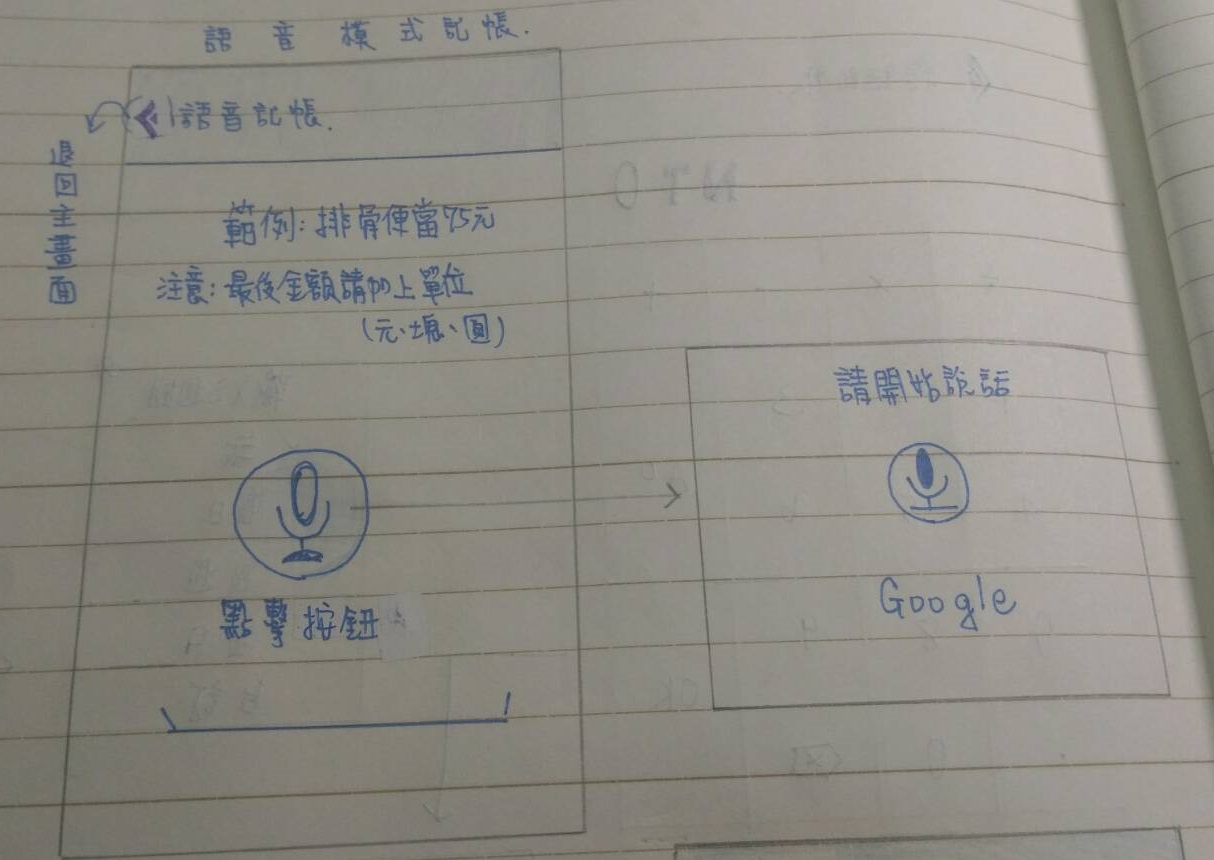 語音模式記帳.
語音記帳.
退回主畫面
範例:排骨便當75元
注意:最後金額請加上單位
(元、塊、圓)
點擊按鈕
請開始說話
Google